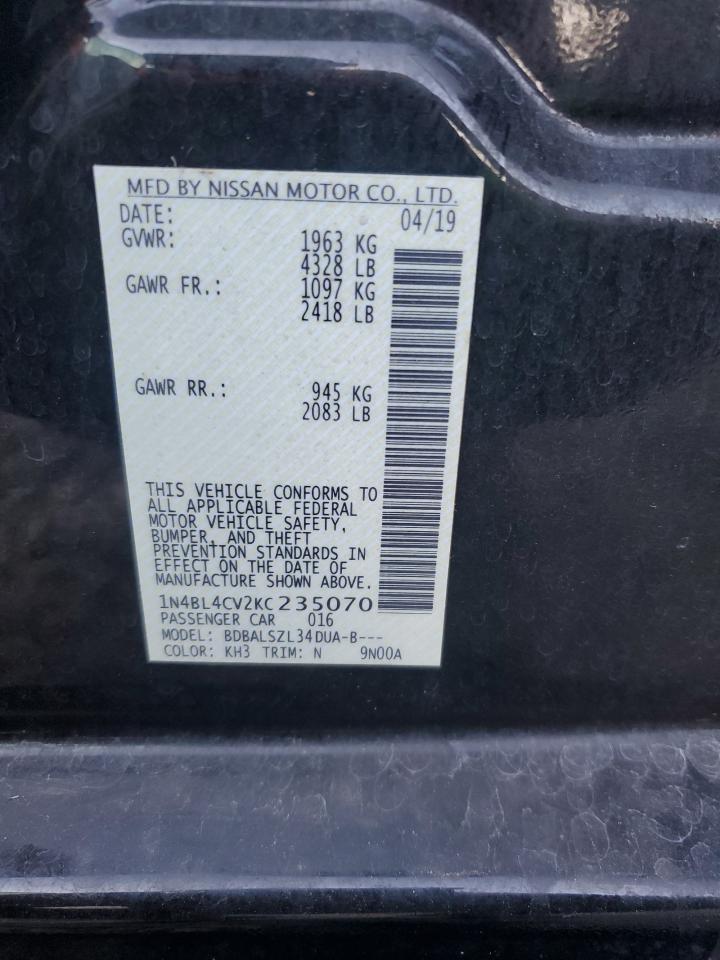 MFD BY NISSAN MOTOR CO., LTD.
DATE: 04/19
GVWR: 1963 KG
4328 LB
GAWR FR.: 1097 KG
2418 LB
GAWR RR.: 945 KG
2083 LB
THIS VEHICLE CONFORMS TO
ALL APPLICABLE FEDERAL
MOTOR VEHICLE SAFETY,
BUMPER, AND THEFT
PREVENTION STANDARDS IN
EFFECT ON THE DATE OF
MANUFACTURE SHOWN ABOVE.
1N4BL4CV2KC235070
PASSENGER CAR 016
MODEL: BDBALSZL34DUA-B---
COLOR: KH3 TRIM: N 9N00A